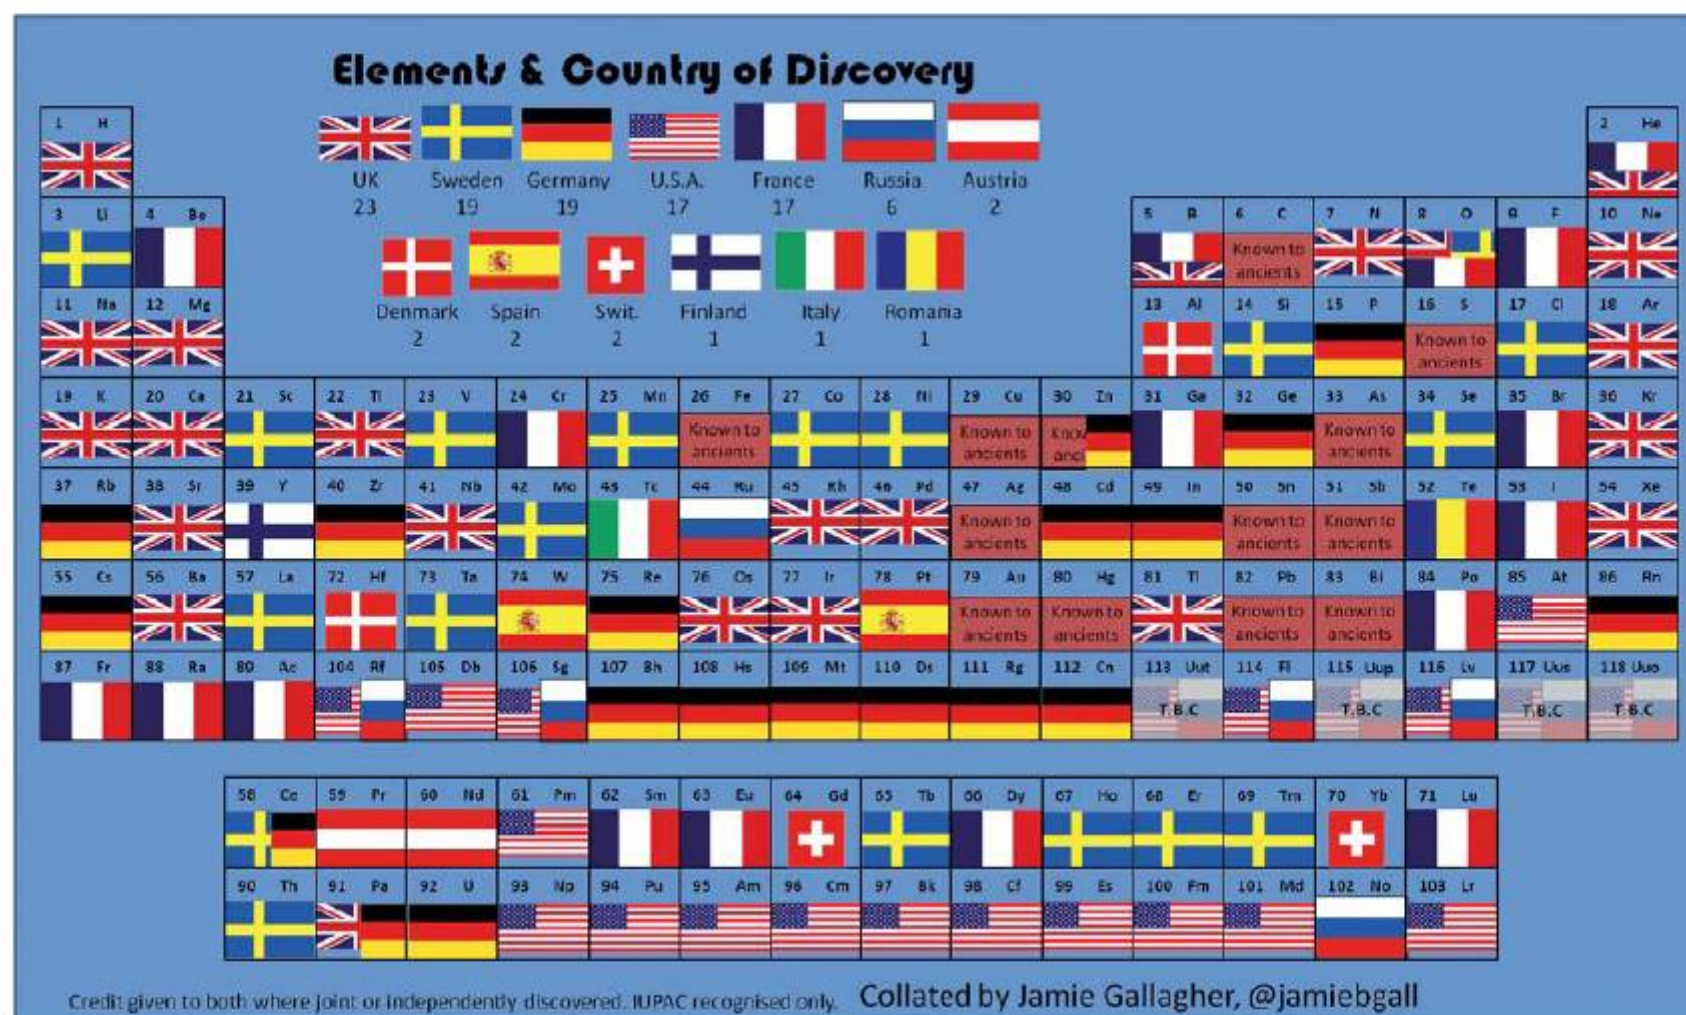 Elements & Country of Discovery
1 H
2 He
UK Sweden Germany U.S.A. France Russia Austria
23 19 19 17 17 6 2
3 Li 4 Be
5 B 6 C 7 N 8 O 9 F 10 Ne
Known to
ancients
Denmark Spain Swit. Finland Italy Romania
2 2 2 1 1 1
11 Na 12 Mg
13 Al 14 Si 15 P 16 S 17 Cl 18 Ar
Known to
ancients
19 K 20 Ca 21 Sc 22 Ti 23 V 24 Cr 25 Mn 26 Fe 27 Co 28 Ni 29 Cu 30 Zn 31 Ga 32 Ge 33 As 34 Se 35 Br 36 Kr
Known to Known to Know Known to
ancients ancients anci ancients
37 Rb 38 Sr 39 Y 40 Zr 41 Nb 42 Mo 43 Tc 44 Ru 45 Rh 46 Pd 47 Ag 48 Cd 49 In 50 Sn 51 Sb 52 Te 53 I 54 Xe
Known to Known to Known to
ancients ancients ancients
55 Cs 56 Ba 57 La 72 Hf 73 Ta 74 W 75 Re 76 Os 77 Ir 78 Pt 79 Au 80 Hg 81 Tl 82 Pb 83 Bi 84 Po 85 At 86 Rn
Known to Known to Known to Known to
ancients ancients ancients ancients
87 Fr 88 Ra 89 Ac 104 Rf 105 Db 106 Sg 107 Bh 108 Hs 109 Mt 110 Ds 111 Rg 112 Cn 113 Uut 114 Fl 115 Uup 116 Lv 117 Uus 118 Uuo
T.B.C T.B.C T.B.C T.B.C
58 Ce 59 Pr 60 Nd 61 Pm 62 Sm 63 Eu 64 Gd 65 Tb 66 Dy 67 Ho 68 Er 69 Tm 70 Yb 71 Lu
90 Th 91 Pa 92 U 93 Np 94 Pu 95 Am 96 Cm 97 Bk 98 Cf 99 Es 100 Fm 101 Md 102 No 103 Lr
Credit given to both where joint or independently discovered. IUPAC recognised only. Collated by Jamie Gallagher, @jamiebgall